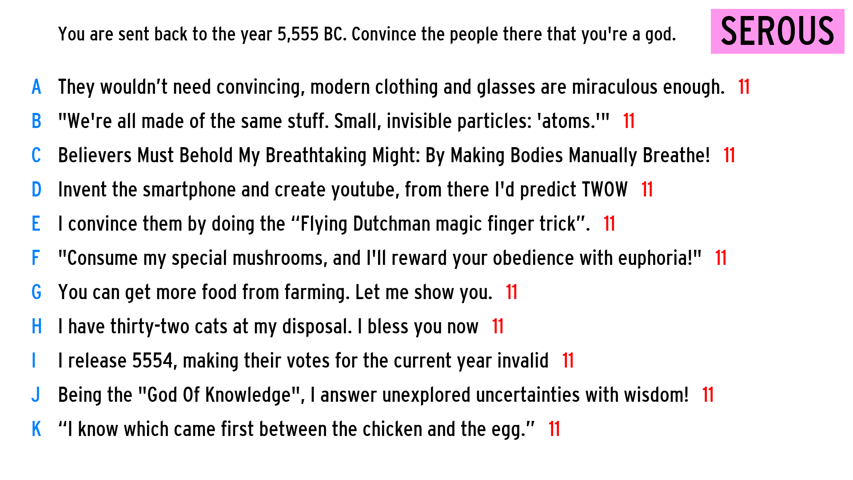 You are sent back to the year 5,555 BC. Convince the people there that you're a god.
SEROUS
A They wouldn’t need convincing, modern clothing and glasses are miraculous enough. 11
B "We're all made of the same stuff. Small, invisible particles: 'atoms.'" 11
C Believers Must Behold My Breathtaking Might: By Making Bodies Manually Breathe! 11
D Invent the smartphone and create youtube, from there I'd predict TWOW 11
E I convince them by doing the “Flying Dutchman magic finger trick”. 11
F "Consume my special mushrooms, and I'll reward your obedience with euphoria!" 11
G You can get more food from farming. Let me show you. 11
H I have thirty-two cats at my disposal. I bless you now 11
I I release 5554, making their votes for the current year invalid 11
J Being the "God Of Knowledge", I answer unexplored uncertainties with wisdom! 11
K “I know which came first between the chicken and the egg.” 11